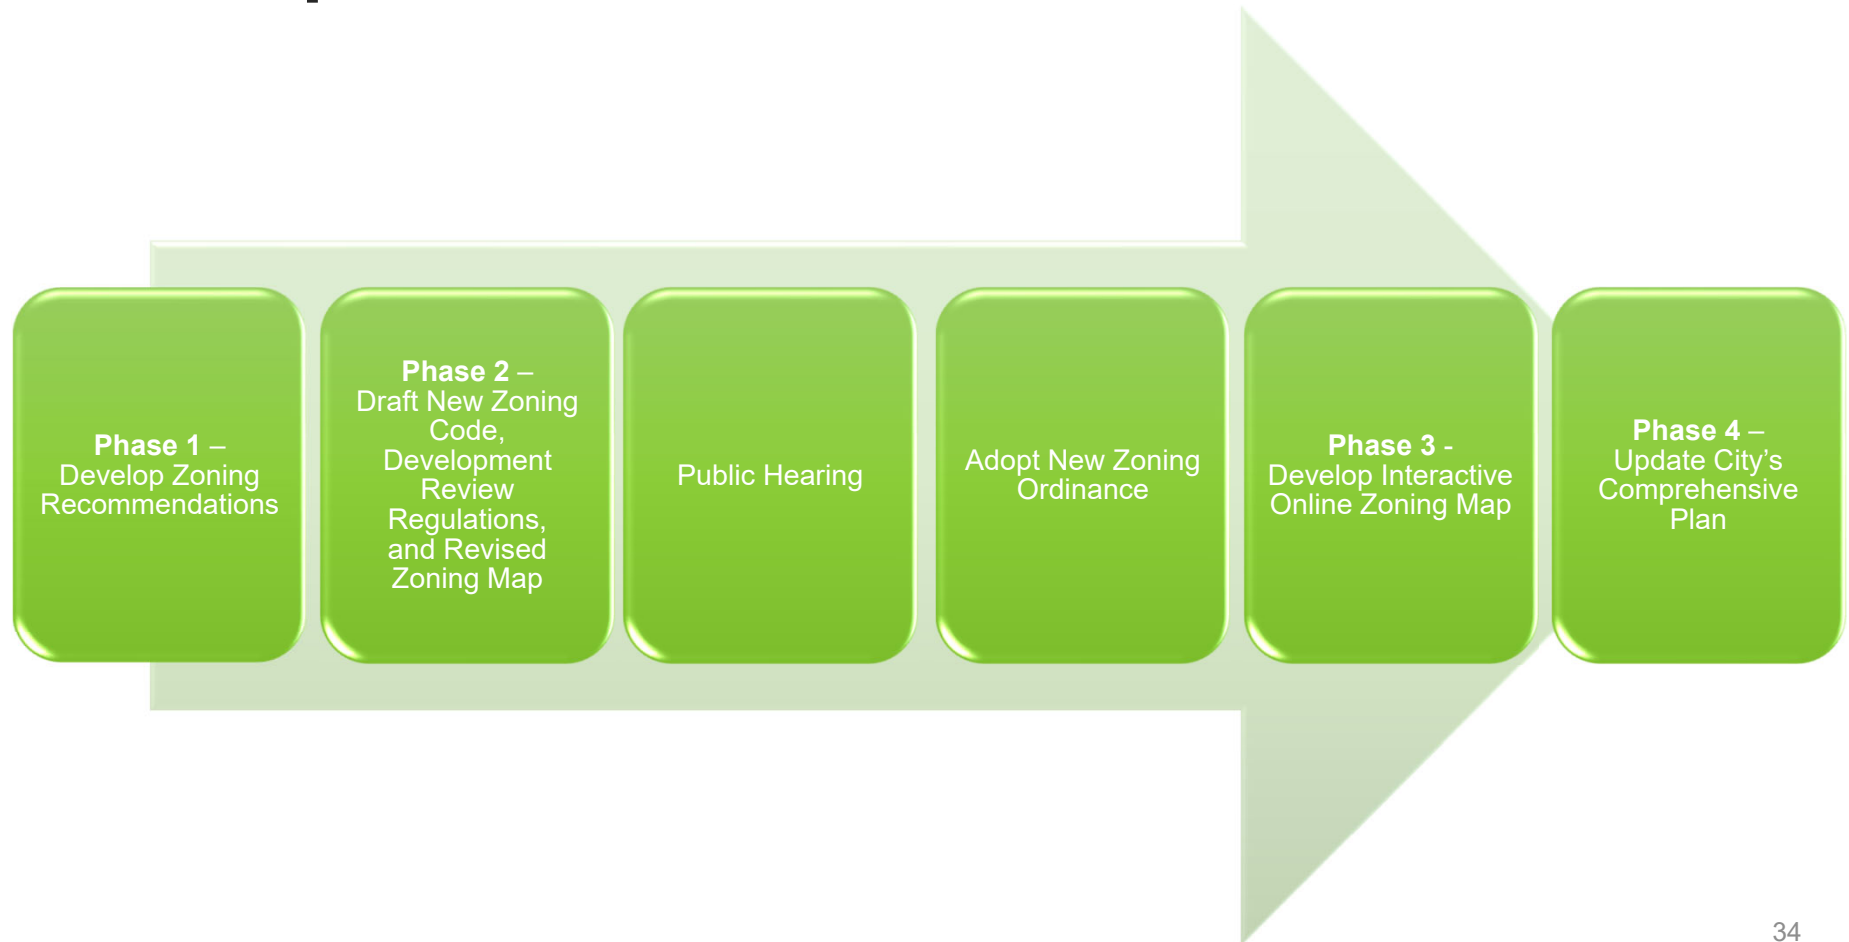 Phase 1 –
Develop Zoning
Recommendations
Phase 2 –
Draft New Zoning
Code,
Development
Review
Regulations,
and Revised
Zoning Map
Public Hearing
Adopt New Zoning
Ordinance
Phase 3 -
Develop Interactive
Online Zoning Map
Phase 4 –
Update City’s
Comprehensive
Plan
34